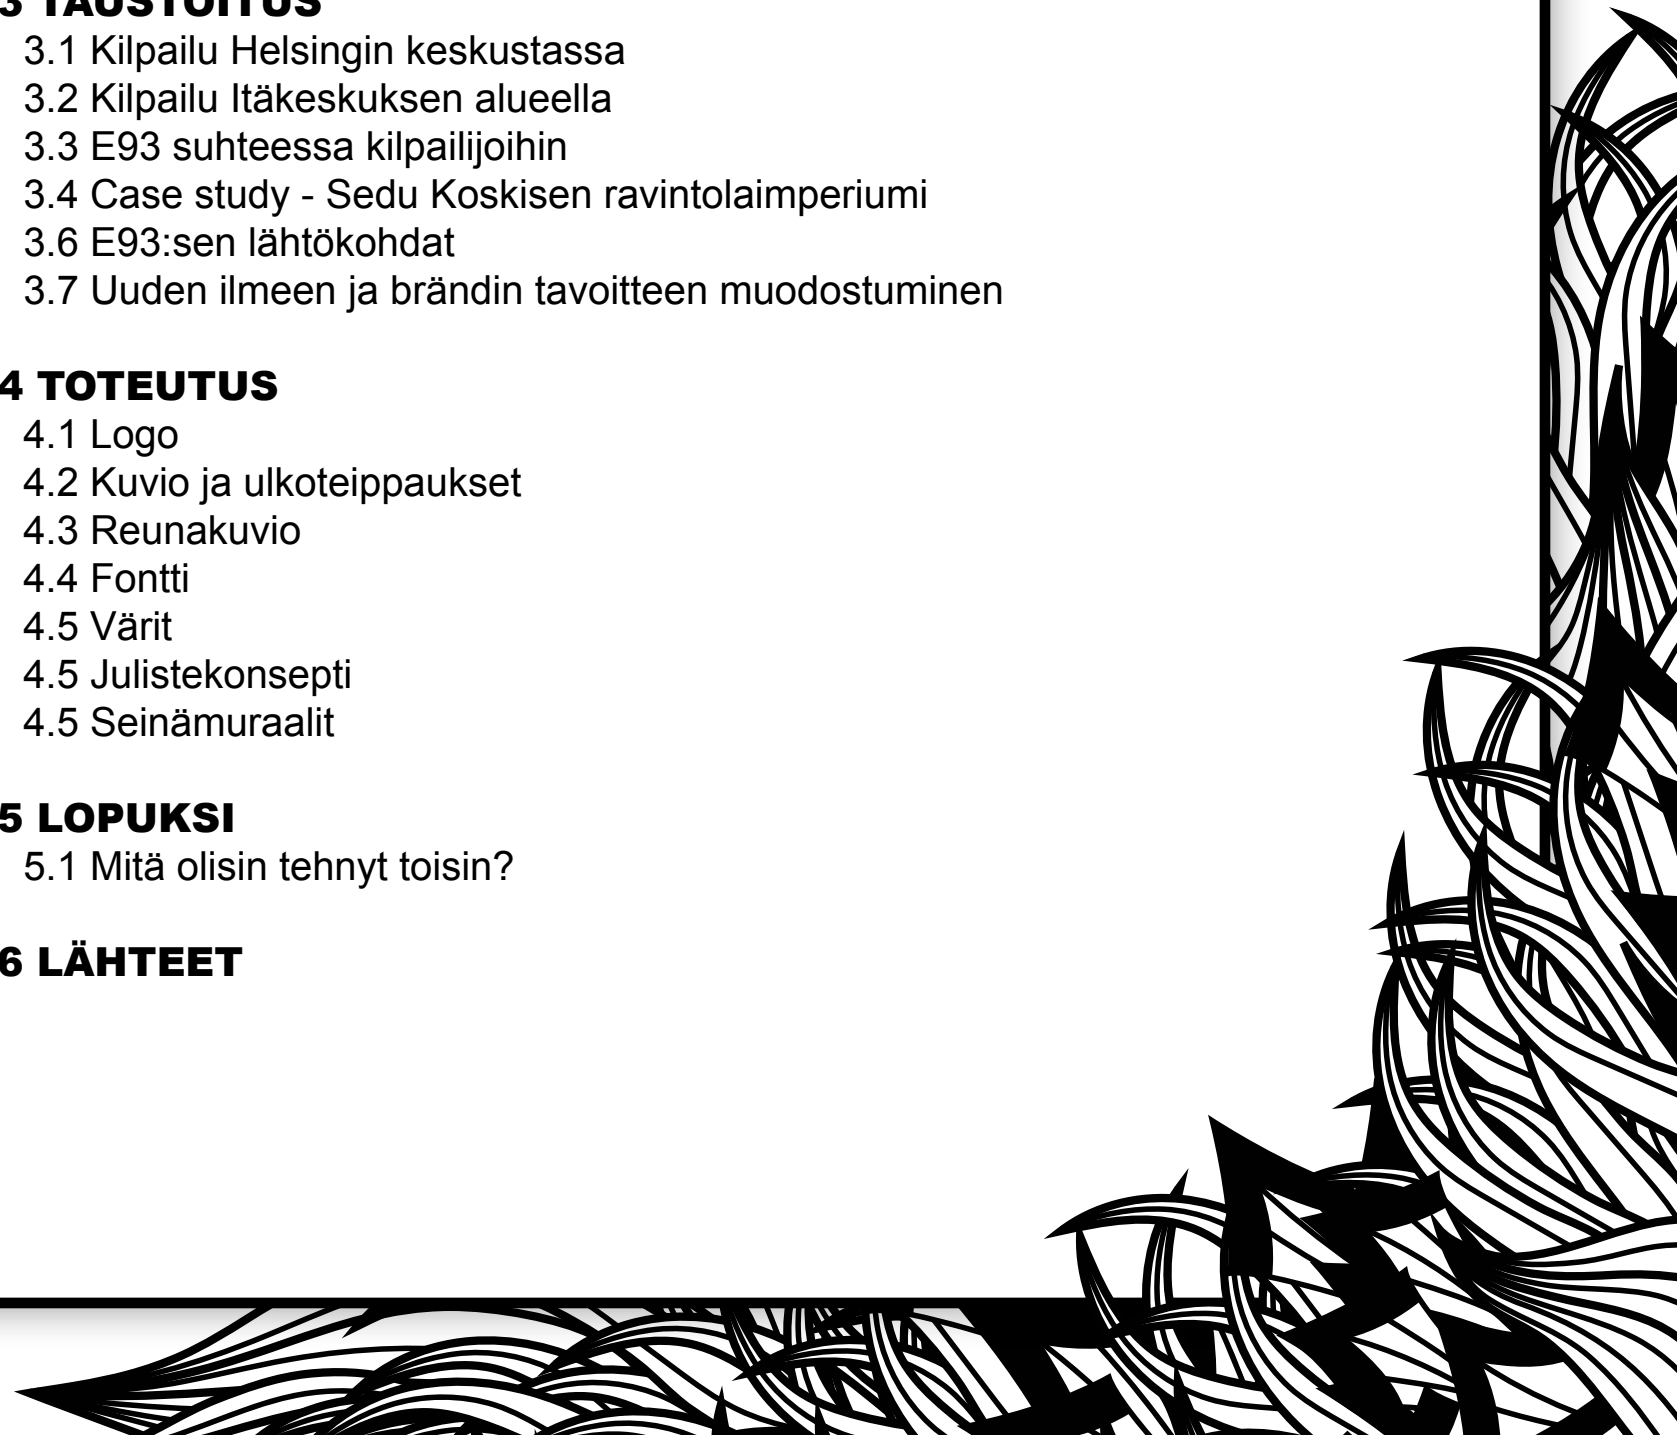 3 TAUSTOITUS
3.1 Kilpailu Helsingin keskustassa
3.2 Kilpailu Itäkeskuksen alueella
3.3 E93 suhteessa kilpailijoihin
3.4 Case study - Sedu Koskisen ravintolaimperiumi
3.6 E93:sen lähtökohdat
3.7 Uuden ilmeen ja brändin tavoitteen muodostuminen
4 TOTEUTUS
4.1 Logo
4.2 Kuvio ja ulkoteippaukset
4.3 Reunakuvio
4.4 Fontti
4.5 Värit
4.5 Julistekonsepti
4.5 Seinämuraalit
5 LOPUKSI
5.1 Mitä olisin tehnyt toisin?
6 LÄHTEET